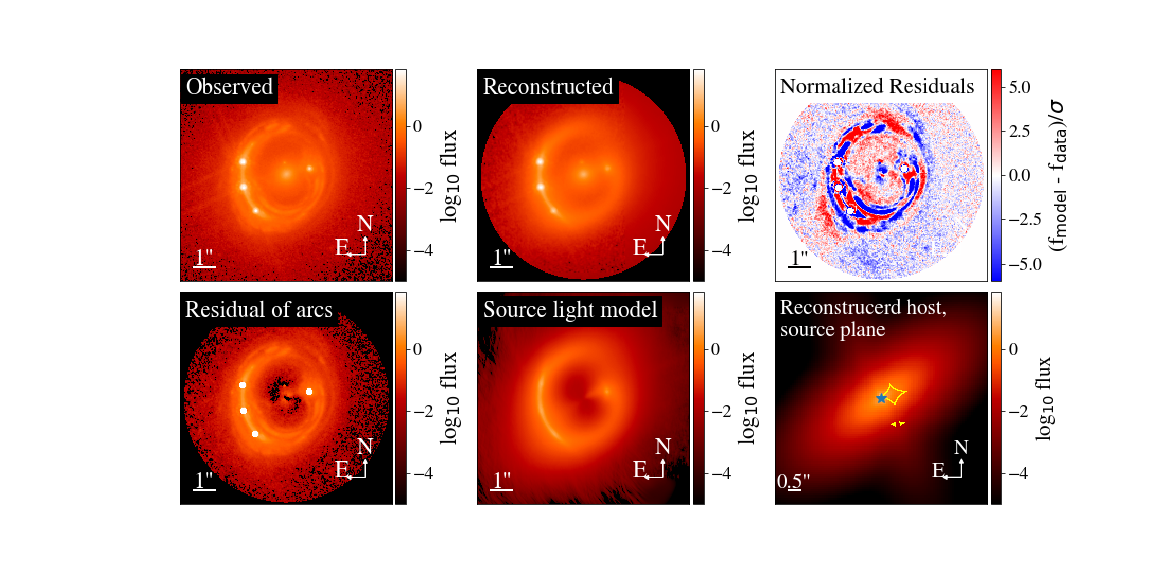 Observed
N
E
1"
0
−2
−4
log10 flux
Reconstructed
N
E
1"
0
−2
−4
log10 flux
Normalized Residuals
1"
5.0
2.5
0.0
−2.5
−5.0
(fmodel - fdata)/σ
Residual of arcs
N
E
1"
0
−2
−4
log10 flux
Source light model
N
E
1"
0
−2
−4
log10 flux
Reconstrucerd host,
source plane
N
E
0.5"
0
−2
−4
log10 flux